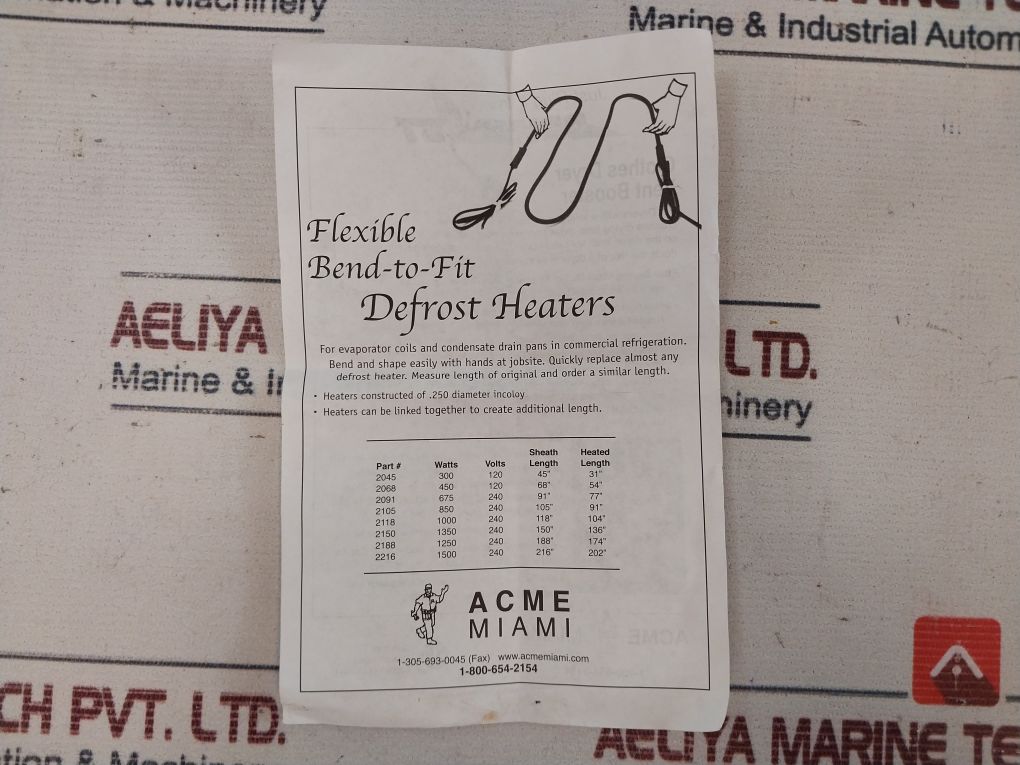 ation & Machinery
Marine & Industrial Autom
Flexible
Bend-to-Fit
Defrost Heaters
For evaporator coils and condensate drain pans in commercial refrigeration.
Bend and shape easily with hands at jobsite. Quickly replace almost any
defrost heater. Measure length of original and order a similar length.
• Heaters constructed of .250 diameter incoloy
• Heaters can be linked together to create additional length.
Part # Watts Volts Sheath Length Heated Length
2045 300 120 45" 31"
2068 450 120 68" 54"
2091 675 240 91" 77"
2105 850 240 105" 91"
2118 1000 240 118" 104"
2150 1350 240 150" 136"
2188 1250 240 188" 174"
2216 1500 240 216" 202"
ACME
MIAMI
1-305-693-0045 (Fax) www.acmemiami.com
1-800-654-2154
AELIYA LTD.
Marine & I hinery
CH PVT. LTD.
AELIYA MARINE TE